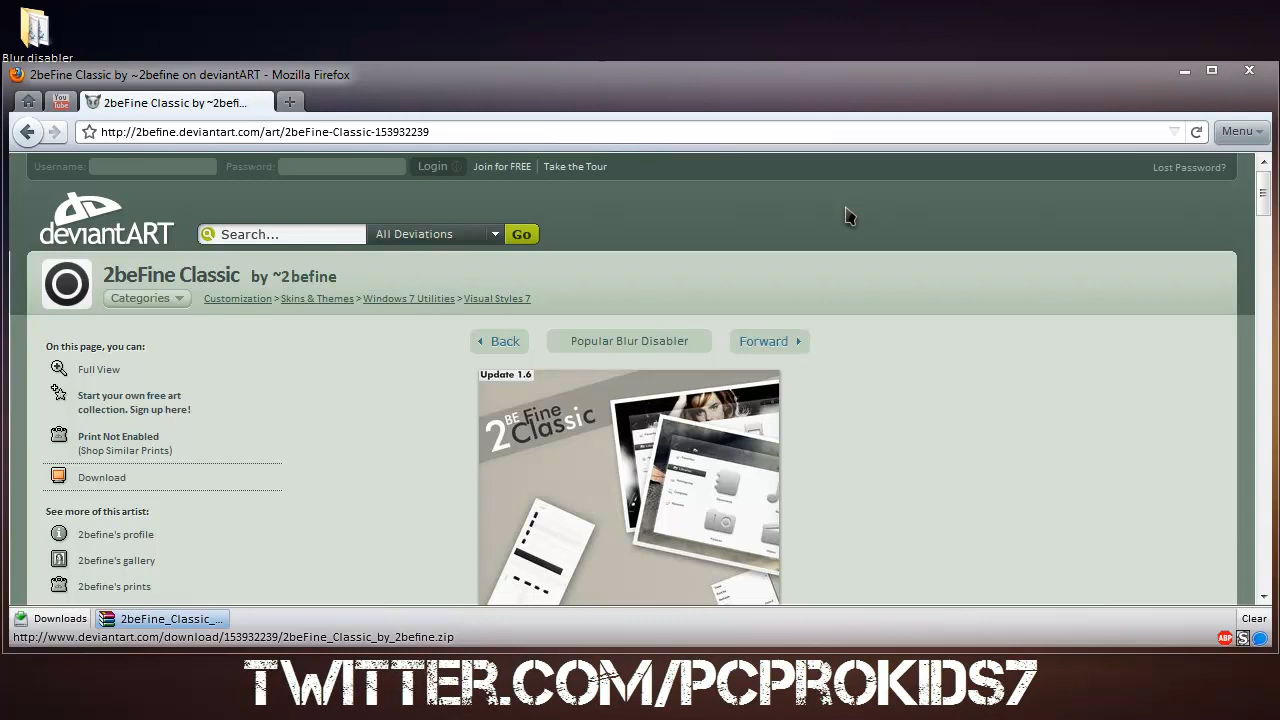 Blur disabler
2beFine Classic by ~2befine on deviantART - Mozilla Firefox
You
Tube
2beFine Classic by ~2befi...
http://2befine.deviantart.com/art/2beFine-Classic-153932239
Menu
Username:
Password:
Login
Join for FREE
Take the Tour
Lost Password?
deviantART
Search...
All Deviations
Go
2beFine Classic by ~2befine
Categories
Customization > Skins & Themes > Windows 7 Utilities > Visual Styles 7
On this page, you can:
Back
Popular Blur Disabler
Forward
Full View
Start your own free art
collection. Sign up here!
Print Not Enabled
(Shop Similar Prints)
Download
See more of this artist:
2befine's profile
2befine's gallery
2befine's prints
Update 1.6
2 BE Fine
Classic
Downloads
2beFine_Classic_...
Clear
http://www.deviantart.com/download/153932239/2beFine_Classic_by_2befine.zip
ABP
S
TWITTER.COM/PCPROKIDS7